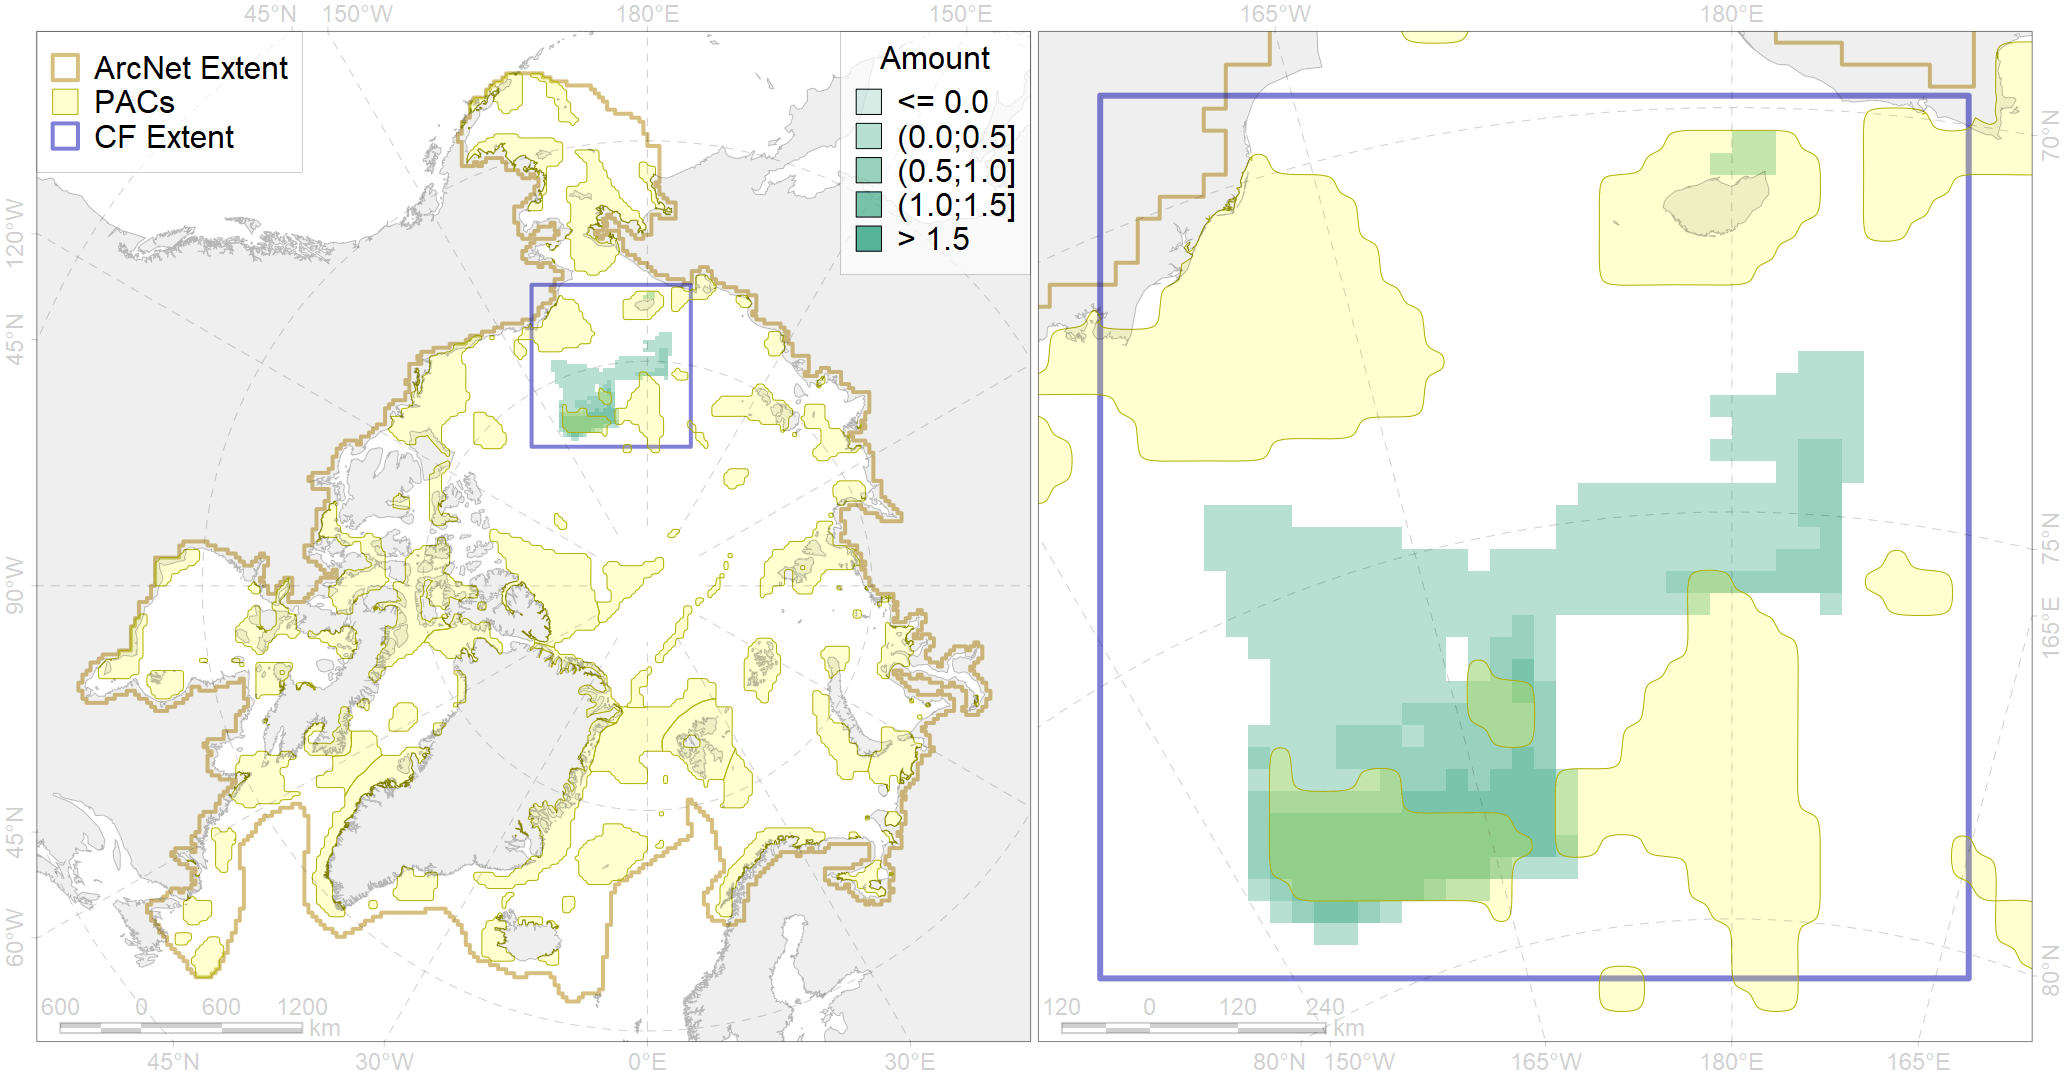 45°N 150°W 180°E 150°E 165°W 180°E
ArcNet Extent
PACs
CF Extent
Amount
<= 0.0
(0.0;0.5]
(0.5;1.0]
(1.0;1.5]
> 1.5
120°W
45°N
90°W
45°N
60°W
70°N
75°N
165°E
80°N
600 0 600 1200
km
120 0 120 240
km
45°N 30°W 0°E 30°E 80°N 150°W 165°W 180°E 165°E